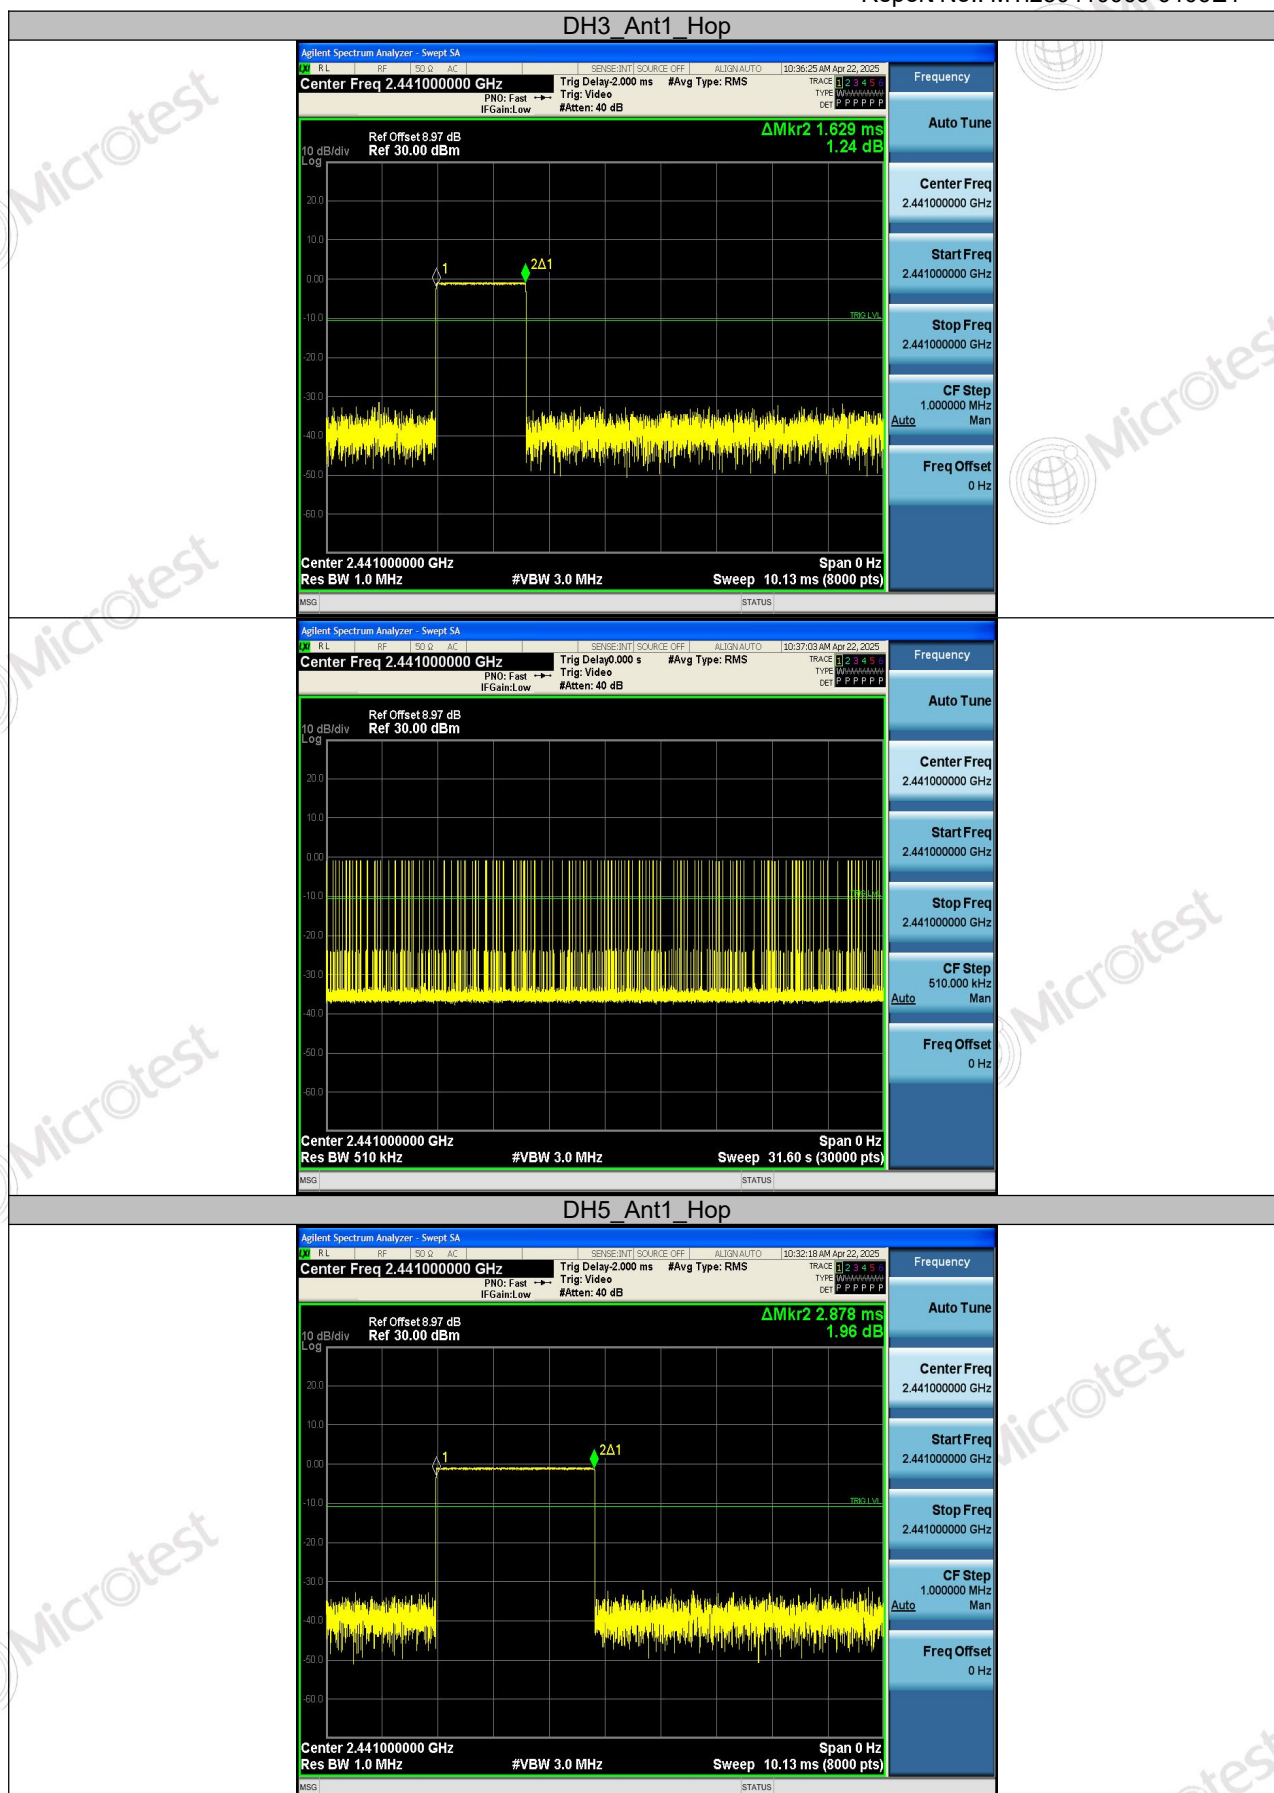 DH3_Ant1_Hop
Agilent Spectrum Analyzer - Swept SA
RL RF 50 Ω AC SENSE:INT SOURCE OFF ALIGN AUTO 10:36:25 AM Apr 22, 2025
Center Freq 2.441000000 GHz
PNO: Fast
IFGain:Low
Trig Delay-2.000 ms
Trig: Video
#Atten: 40 dB
#Avg Type: RMS
TRACE 1 2 3 4 5 6
TYPE
DET P P P P P P
Frequency
Auto Tune
Center Freq
2.441000000 GHz
Start Freq
2.441000000 GHz
Stop Freq
2.441000000 GHz
CF Step
1.000000 MHz
Auto Man
Freq Offset
0 Hz
ΔMkr2 1.629 ms
1.24 dB
Ref Offset 8.97 dB
10 dB/div Ref 30.00 dBm
Log
20.0
10.0
0.00
-10.0
-20.0
-30.0
-40.0
-50.0
-60.0
1
2Δ1
TRIG LVL
Center 2.441000000 GHz Span 0 Hz
Res BW 1.0 MHz #VBW 3.0 MHz Sweep 10.13 ms (8000 pts)
MSG STATUS
Agilent Spectrum Analyzer - Swept SA
RL RF 50 Ω AC SENSE:INT SOURCE OFF ALIGN AUTO 10:37:03 AM Apr 22, 2025
Center Freq 2.441000000 GHz
PNO: Fast
IFGain:Low
Trig Delay0.000 s
Trig: Video
#Atten: 40 dB
#Avg Type: RMS
TRACE 1 2 3 4 5 6
TYPE
DET P P P P P P
Frequency
Auto Tune
Center Freq
2.441000000 GHz
Start Freq
2.441000000 GHz
Stop Freq
2.441000000 GHz
CF Step
510.000 kHz
Auto Man
Freq Offset
0 Hz
Ref Offset 8.97 dB
10 dB/div Ref 30.00 dBm
Log
20.0
10.0
0.00
-10.0
-20.0
-30.0
-40.0
-50.0
-60.0
TRIG LVL
Center 2.441000000 GHz Span 0 Hz
Res BW 510 kHz #VBW 3.0 MHz Sweep 31.60 s (30000 pts)
MSG STATUS
DH5_Ant1_Hop
Agilent Spectrum Analyzer - Swept SA
RL RF 50 Ω AC SENSE:INT SOURCE OFF ALIGN AUTO 10:32:18 AM Apr 22, 2025
Center Freq 2.441000000 GHz
PNO: Fast
IFGain:Low
Trig Delay-2.000 ms
Trig: Video
#Atten: 40 dB
#Avg Type: RMS
TRACE 1 2 3 4 5 6
TYPE
DET P P P P P P
Frequency
Auto Tune
Center Freq
2.441000000 GHz
Start Freq
2.441000000 GHz
Stop Freq
2.441000000 GHz
CF Step
1.000000 MHz
Auto Man
Freq Offset
0 Hz
ΔMkr2 2.878 ms
1.96 dB
Ref Offset 8.97 dB
10 dB/div Ref 30.00 dBm
Log
20.0
10.0
0.00
-10.0
-20.0
-30.0
-40.0
-50.0
-60.0
1
2Δ1
TRIG LVL
Center 2.441000000 GHz Span 0 Hz
Res BW 1.0 MHz #VBW 3.0 MHz Sweep 10.13 ms (8000 pts)
MSG STATUS
Microtest
Microtest
Microtest
Microtest
Microtest
Microtest